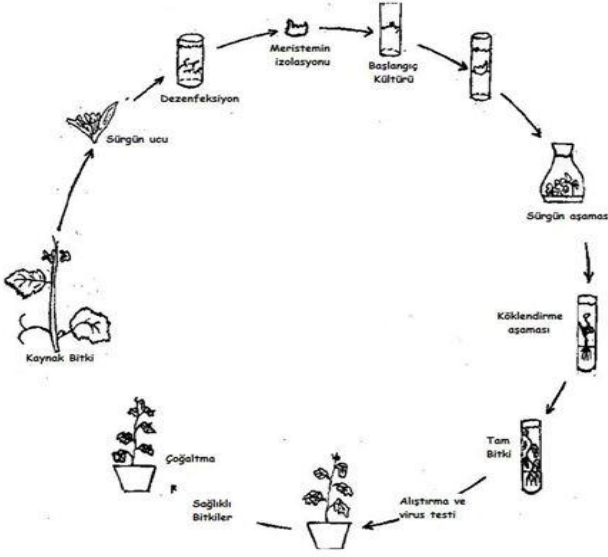 Meristemin
izolasyonu
Başlangıç
Kültürü
Dezenfeksiyon
Sürgün ucu
Sürgün aşaması
Köklendirme
aşaması
Kaynak Bitki
Tam
Bitki
Çoğaltma
Alıştırma ve
virus testi
Sağlıklı
Bitkiler